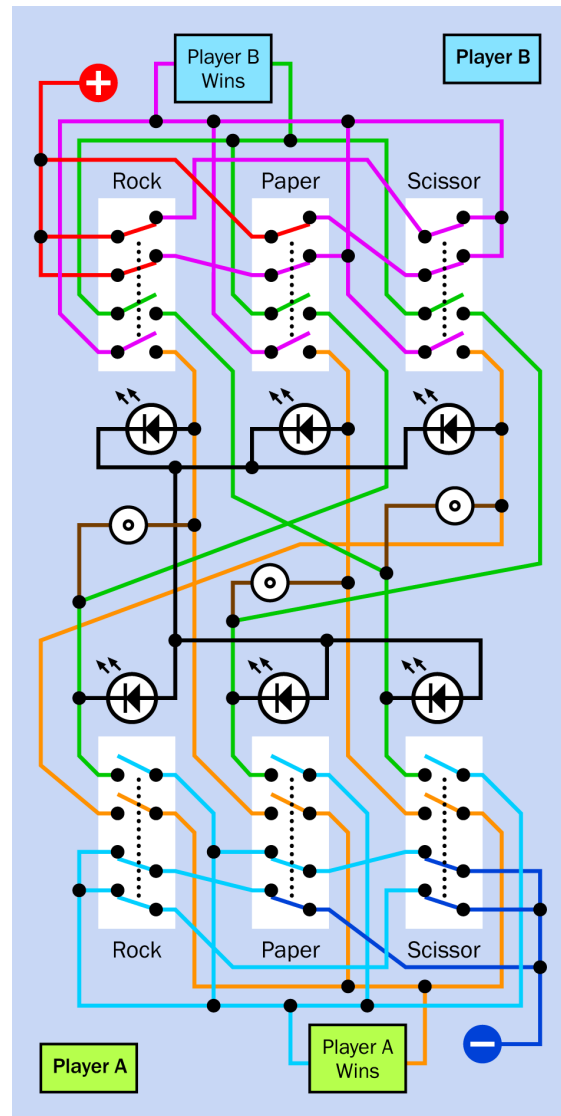 Player B
Wins
Player B
+
Rock
Paper
Scissor
Rock
Paper
Scissor
Player A
Player A
Wins
−